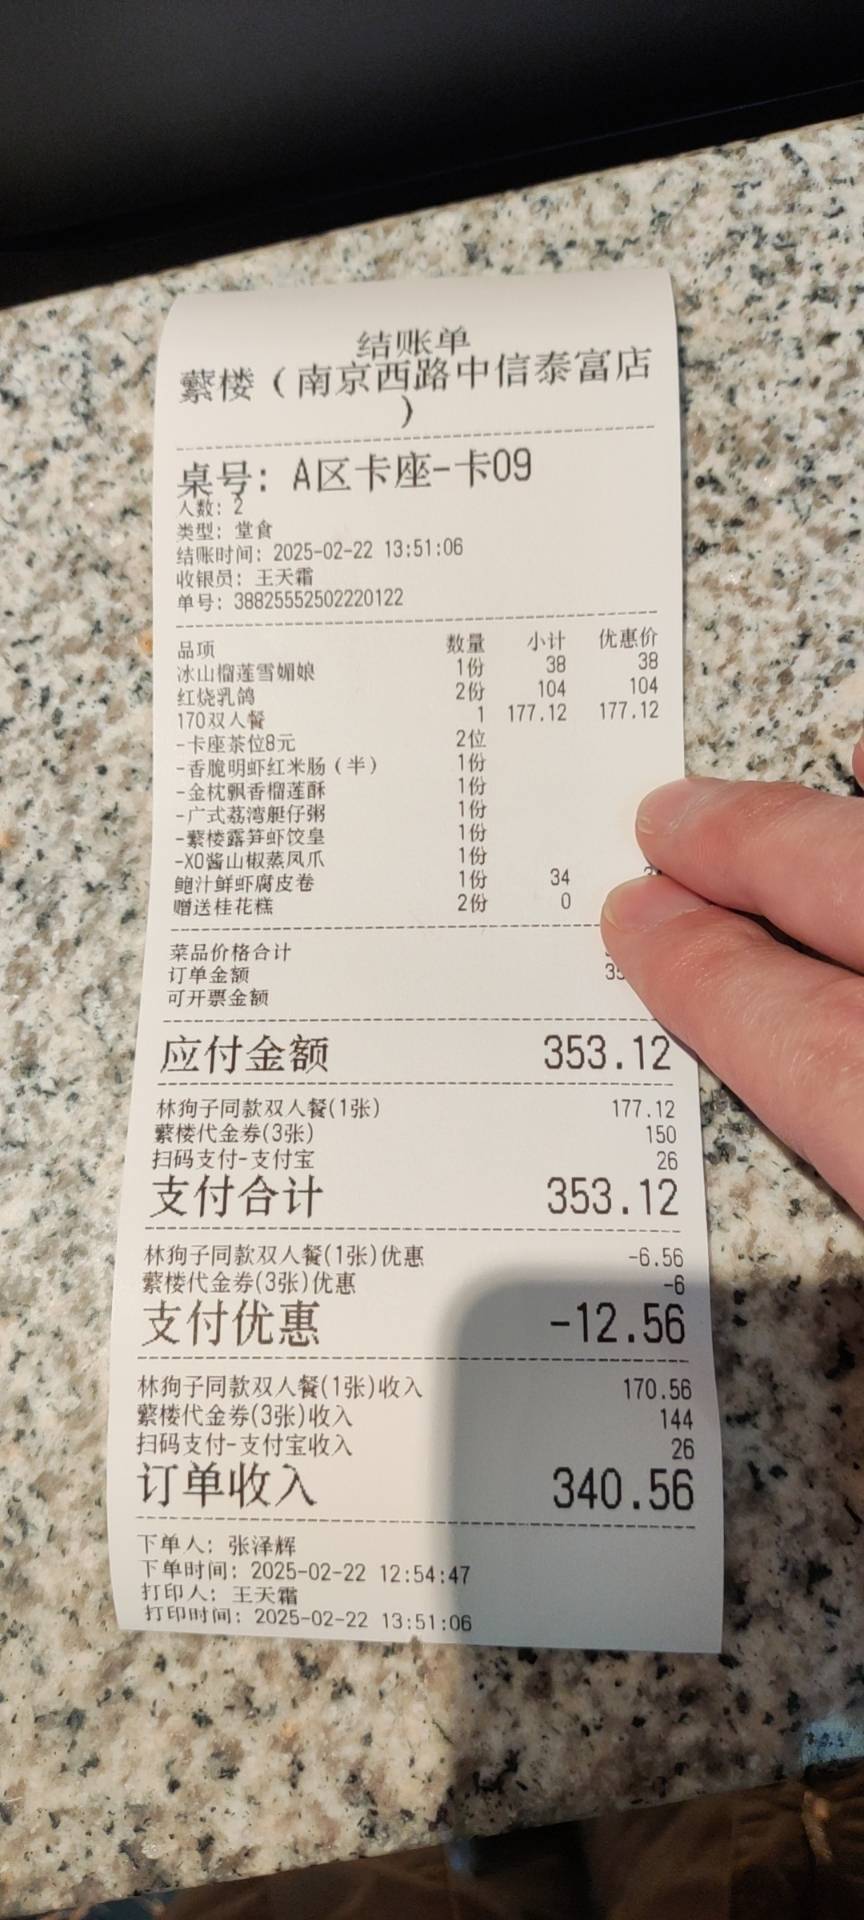 结账单
蘩楼（南京西路中信泰富店
）
桌号: A区卡座-卡09
人数: 2
类型: 堂食
结账时间: 2025-02-22 13:51:06
收银员: 王天霜
单号: 38825552502220122
品项 数量 小计 优惠价
冰山榴莲雪媚娘 1份 38 38
红烧乳鸽 2份 104 104
170双人餐 1 177.12 177.12
-卡座茶位8元 2位
-香脆明虾红米肠（半） 1份
-金枕飘香榴莲酥 1份
-广式荔湾艇仔粥 1份
-蘩楼露笋虾饺皇 1份
-XO酱山椒蒸凤爪 1份
鲍汁鲜虾腐皮卷 1份 34
赠送桂花糕 2份 0
菜品价格合计
订单金额
可开票金额
应付金额 353.12
林狗子同款双人餐(1张) 177.12
蘩楼代金券(3张) 150
扫码支付-支付宝 26
支付合计 353.12
林狗子同款双人餐(1张)优惠 -6.56
蘩楼代金券(3张)优惠 -6
支付优惠 -12.56
林狗子同款双人餐(1张)收入 170.56
蘩楼代金券(3张)收入 144
扫码支付-支付宝收入 26
订单收入 340.56
下单人: 张泽辉
下单时间: 2025-02-22 12:54:47
打印人: 王天霜
打印时间: 2025-02-22 13:51:06